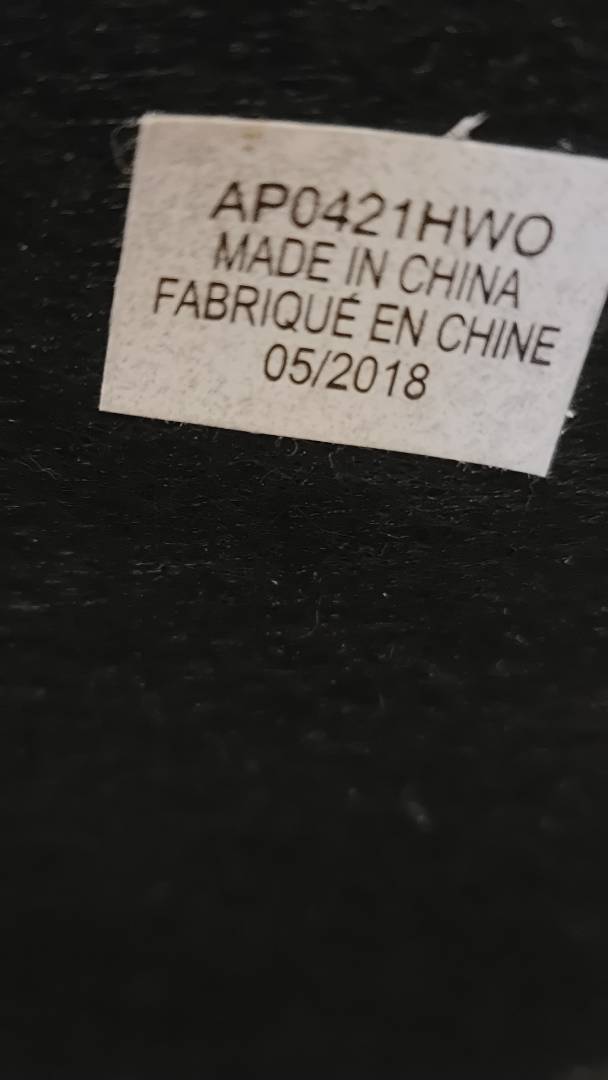 AP0421HWO
MADE IN CHINA
FABRIQUÉ EN CHINE
05/2018